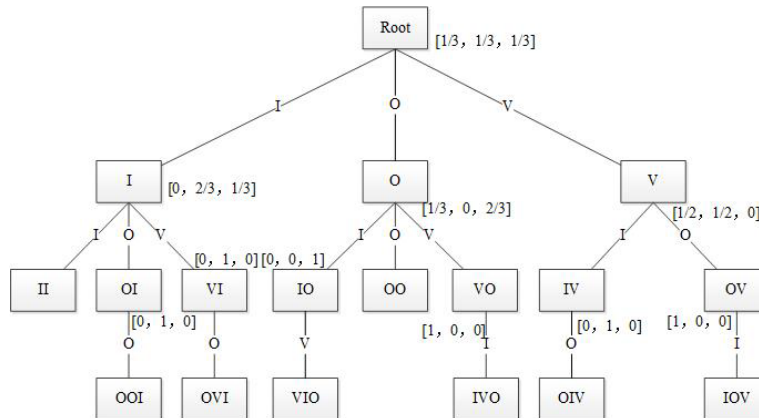 Root
[1/3, 1/3, 1/3]
I O V
I [0, 2/3, 1/3] O [1/3, 0, 2/3] V [1/2, 1/2, 0]
I O V I O V I O
[0, 1, 0] [0, 0, 1]
II OI VI IO OO VO IV OV
[0, 1, 0] [1, 0, 0] [0, 1, 0] [1, 0, 0]
O O V I O I
OOI OVI VIO IVO OIV IOV